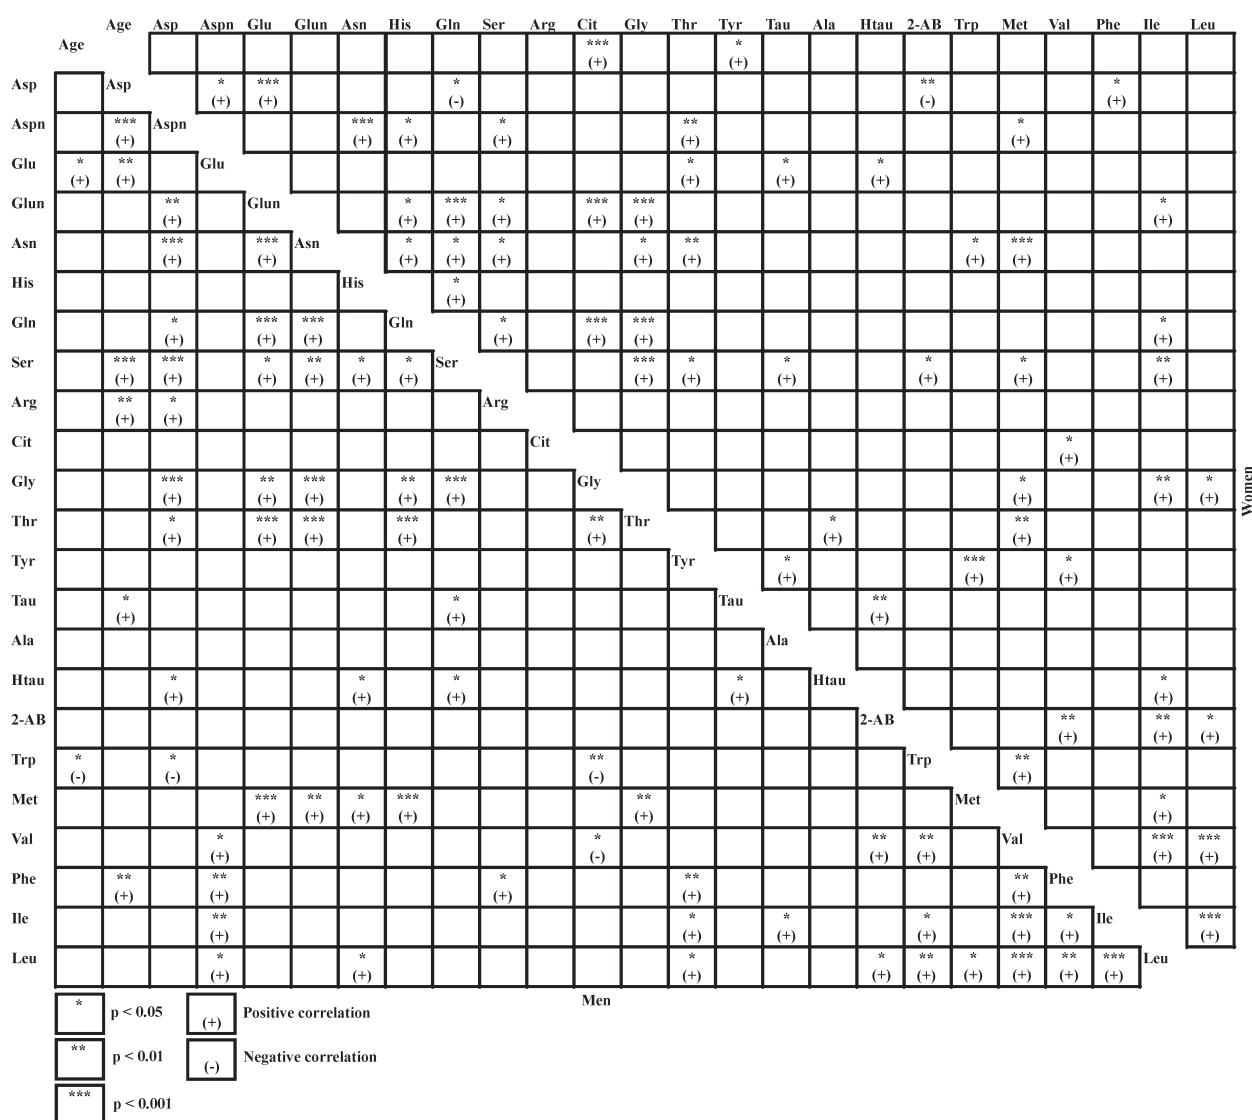 Age Asp Aspn Glu Glun Asn His Gln Ser Arg Cit Gly Thr Tyr Tau Ala Htau 2-AB Trp Met Val Phe Ile Leu
Age *** *
(+) (+)
Asp Asp * *** * ** *
(+) (+) (-) (-) (+)
Aspn *** Aspn *** * * ** *
(+) (+) (+) (+) (+) (+)
Glu * ** Glu * * *
(+) (+) (+) (+) (+)
Glun ** Glun * *** * *** *** *
(+) (+) (+) (+) (+) (+) (+)
Asn *** *** Asn * * * * ** * ***
(+) (+) (+) (+) (+) (+) (+) (+) (+)
His His *
(+)
Gln * *** *** Gln * *** *** *
(+) (+) (+) (+) (+) (+) (+)
Ser *** *** * ** * * Ser *** * * * * **
(+) (+) (+) (+) (+) (+) (+) (+) (+) (+) (+) (+)
Arg ** * Arg
(+) (+)
Cit Cit *
(+)
Gly *** ** *** ** *** Gly * ** *
(+) (+) (+) (+) (+) (+) (+) (+)
Thr * *** *** *** ** Thr * **
(+) (+) (+) (+) (+) (+) (+)
Tyr Tyr * *** *
(+) (+) (+)
Tau * * Tau **
(+) (+) (+)
Ala Ala
Htau * * * * Htau *
(+) (+) (+) (+) (+)
2-AB 2-AB ** ** *
(+) (+) (+)
Trp * * ** Trp **
(-) (-) (-) (+)
Met *** ** * *** ** Met *
(+) (+) (+) (+) (+) (+)
Val * * ** ** Val *** ***
(+) (-) (+) (+) (+) (+)
Phe ** ** * ** ** Phe
(+) (+) (+) (+) (+)
Ile ** * * * *** * Ile ***
(+) (+) (+) (+) (+) (+) (+)
Leu * * * * ** * *** ** *** Leu
(+) (+) (+) (+) (+) (+) (+) (+) (+)
Women
Men
* p < 0.05 (+) Positive correlation
** p < 0.01 (-) Negative correlation
*** p < 0.001